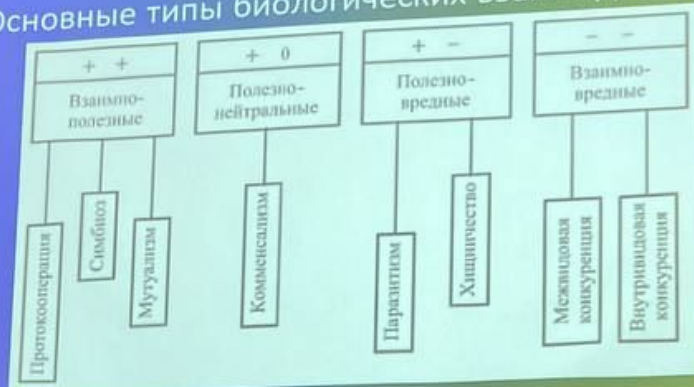 Основные типы биологических
+ +
Взаимно-
полезные
Протокооперация
Симбиоз
Мутуализм
+ 0
Полезно-
нейтральные
Комменсализм
+ −
Полезно-
вредные
Паразитизм
Хищничество
− −
Взаимно-
вредные
Межвидовая
конкуренция
Внутривидовая
конкуренция